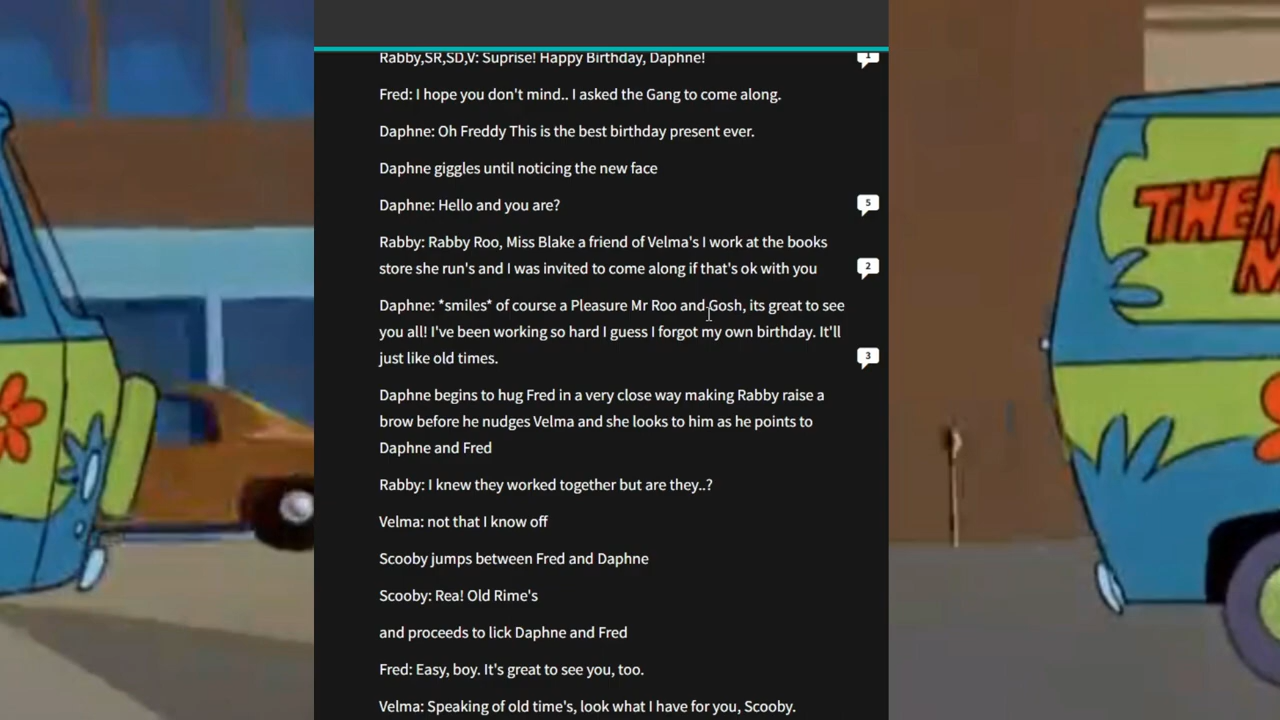 Rabby,SR,SD,V: Suprise! Happy Birthday, Daphne!
1
Fred: I hope you don't mind.. I asked the Gang to come along.
Daphne: Oh Freddy This is the best birthday present ever.
Daphne giggles until noticing the new face
Daphne: Hello and you are?
5
Rabby: Rabby Roo, Miss Blake a friend of Velma's I work at the books
store she run's and I was invited to come along if that's ok with you
2
Daphne: *smiles* of course a Pleasure Mr Roo and Gosh, its great to see
you all! I've been working so hard I guess I forgot my own birthday. It'll
just like old times.
3
Daphne begins to hug Fred in a very close way making Rabby raise a
brow before he nudges Velma and she looks to him as he points to
Daphne and Fred
Rabby: I knew they worked together but are they..?
Velma: not that I know off
Scooby jumps between Fred and Daphne
Scooby: Rea! Old Rime's
and proceeds to lick Daphne and Fred
Fred: Easy, boy. It's great to see you, too.
Velma: Speaking of old time's, look what I have for you, Scooby.
THE